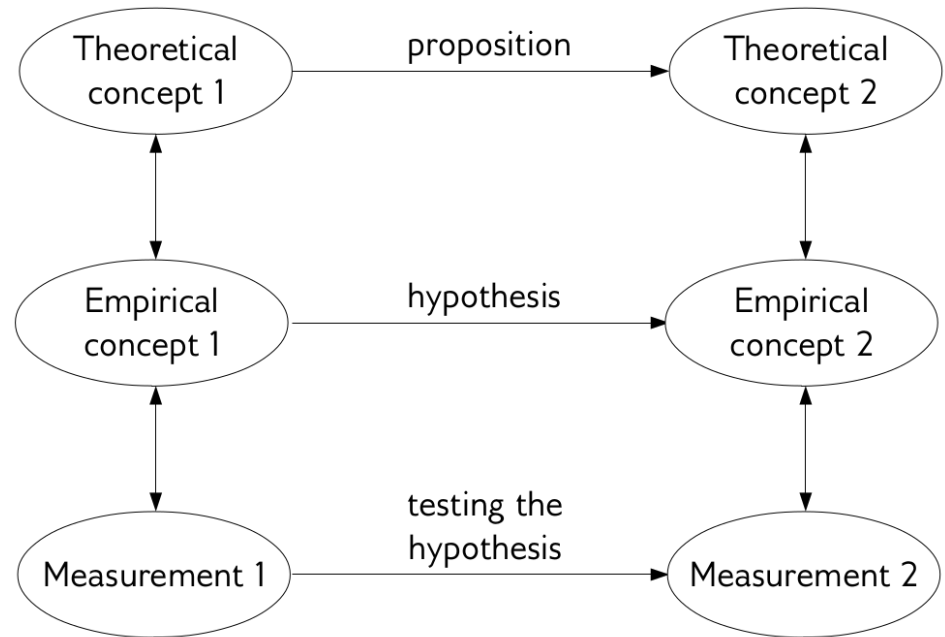 Theoretical
concept 1
proposition
Theoretical
concept 2
Empirical
concept 1
hypothesis
Empirical
concept 2
Measurement 1
testing the
hypothesis
Measurement 2